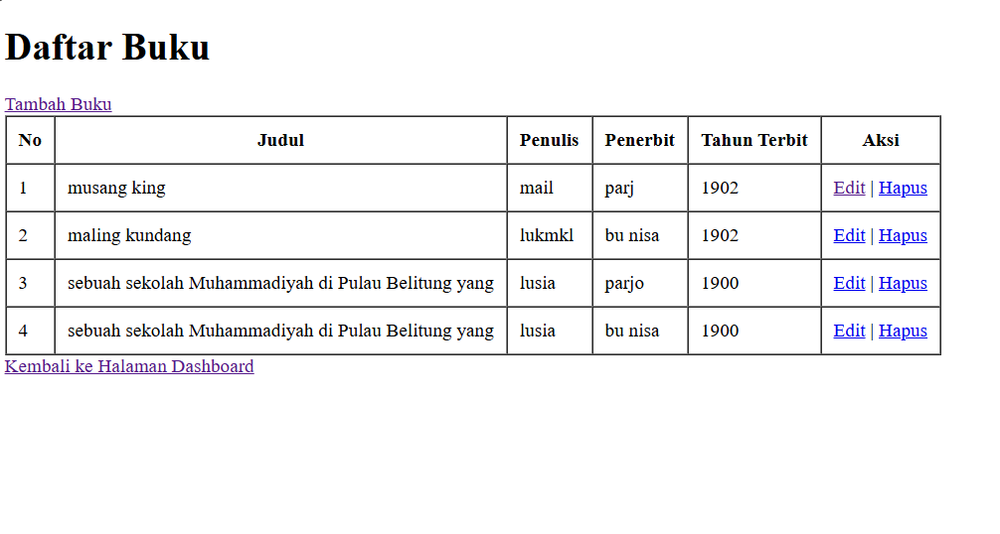 Daftar Buku
Tambah Buku
No Judul Penulis Penerbit Tahun Terbit Aksi
1 musang king mail parj 1902 Edit | Hapus
2 maling kundang lukmkl bu nisa 1902 Edit | Hapus
3 sebuah sekolah Muhammadiyah di Pulau Belitung yang lusia parjo 1900 Edit | Hapus
4 sebuah sekolah Muhammadiyah di Pulau Belitung yang lusia bu nisa 1900 Edit | Hapus
Kembali ke Halaman Dashboard